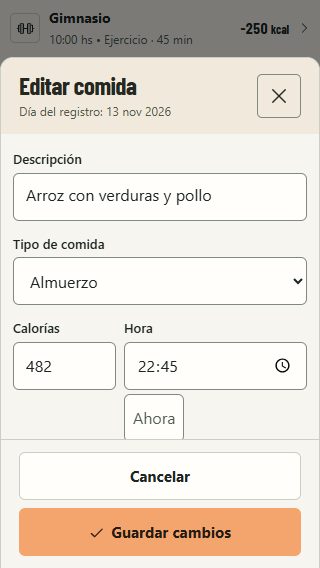 Gimnasio
10:00 hs • Ejercicio · 45 min
-250 kcal
Editar comida
Día del registro: 13 nov 2026
Descripción
Arroz con verduras y pollo
Tipo de comida
Almuerzo
Calorías
Hora
482
22:45
Ahora
Cancelar
Guardar cambios